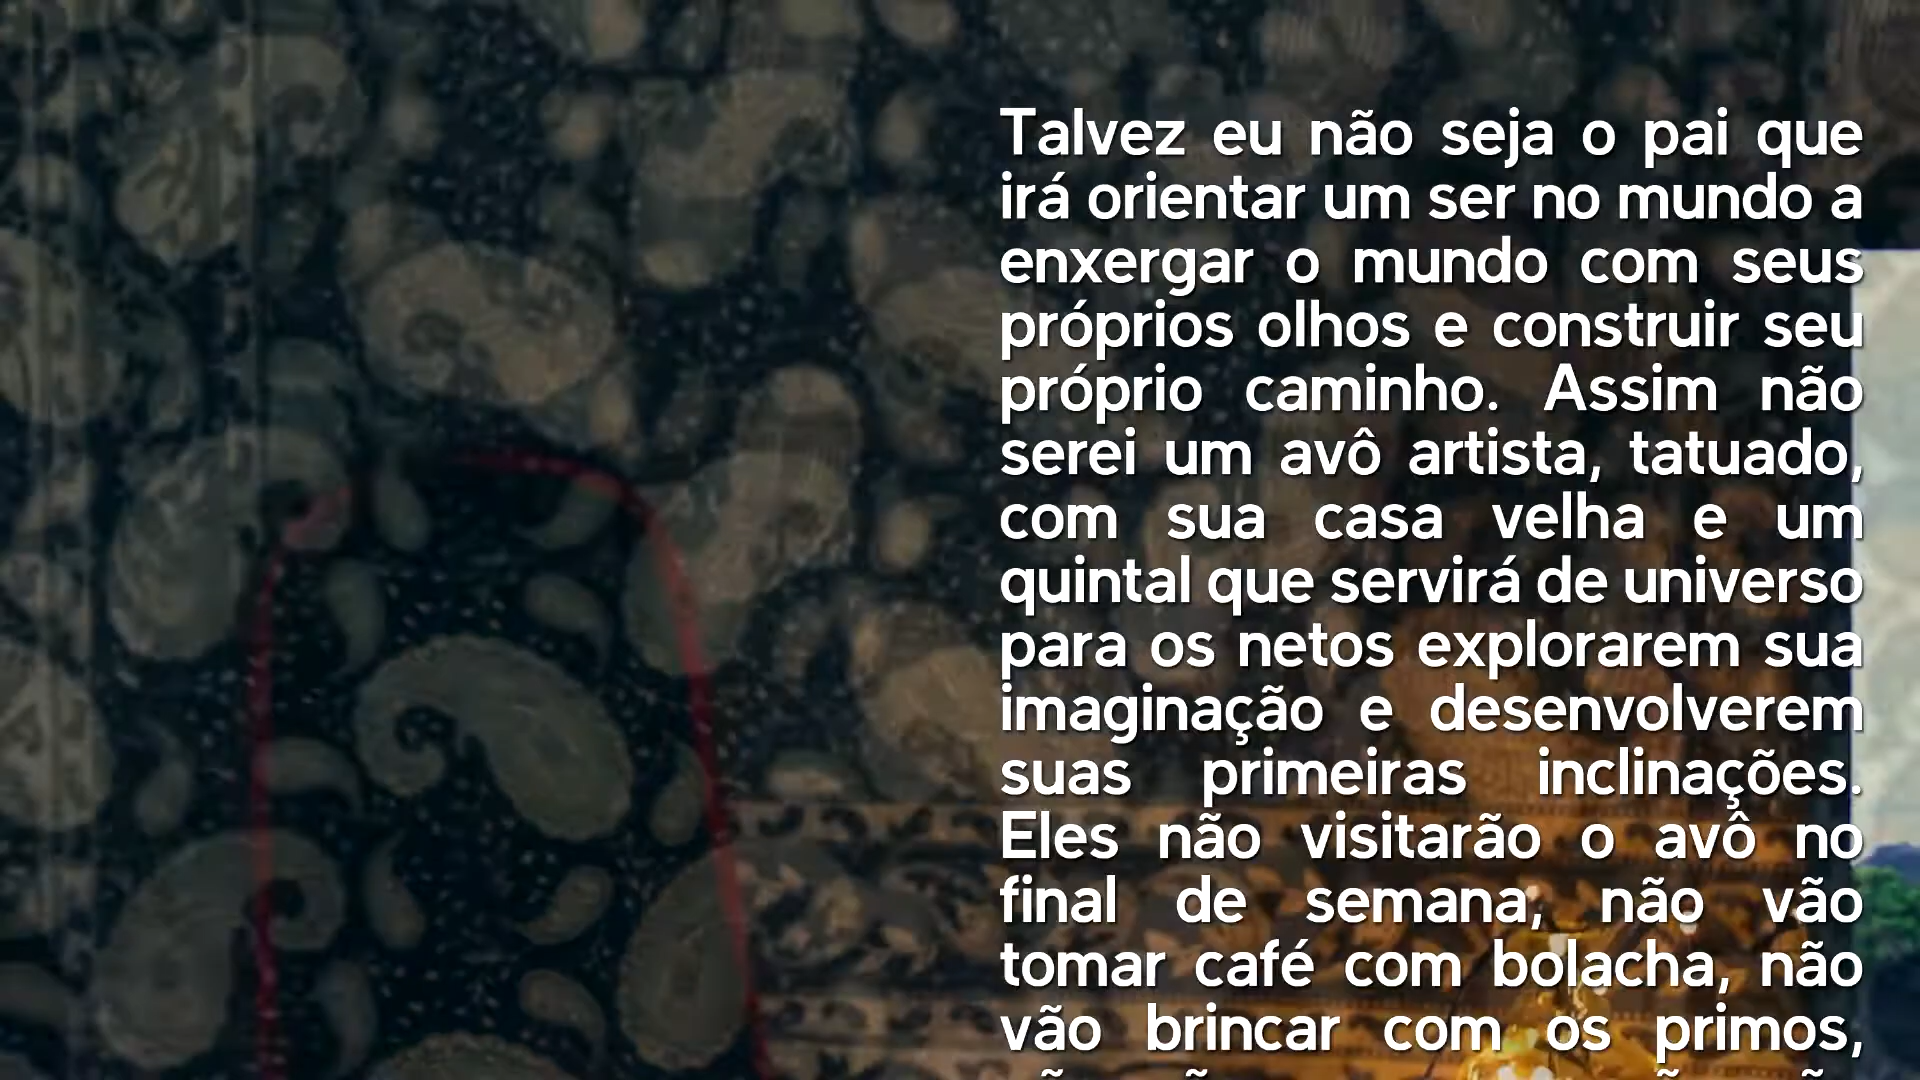 Talvez eu não seja o pai que
irá orientar um ser no mundo a
enxergar o mundo com seus
próprios olhos e construir seu
próprio caminho. Assim não
serei um avô artista, tatuado,
com sua casa velha e um
quintal que servirá de universo
para os netos explorarem sua
imaginação e desenvolverem
suas primeiras inclinações.
Eles não visitarão o avô no
final de semana; não vão
tomar café com bolacha, não
vão brincar com os primos,